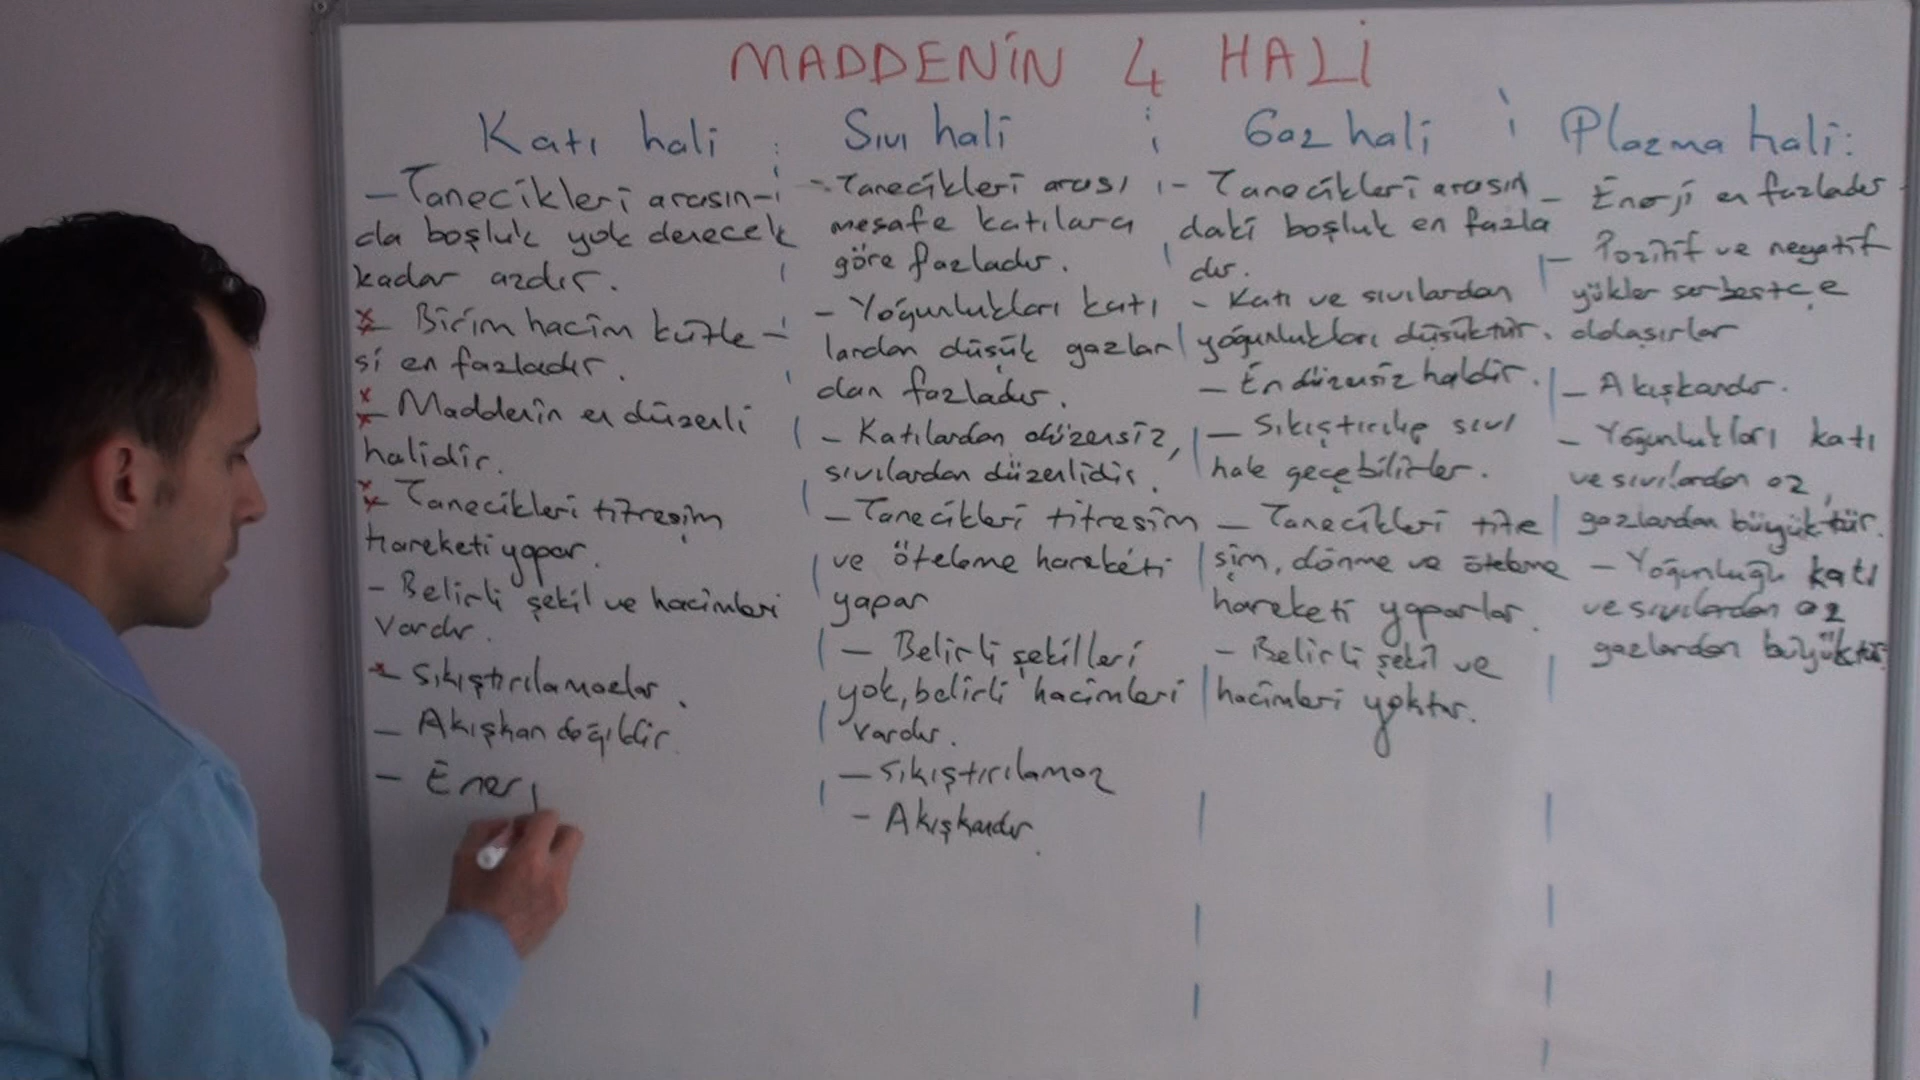 MADDENİN 4 HALİ
Katı hali
- Tanecikleri arasın-
da boşluk yok denecek
kadar azdır.
- Birim hacim kütle-
si en fazladır.
- Maddenin en düzenli
halidir.
- Tanecikleri titreşim
hareketi yapar.
- Belirli şekil ve hacimleri
vardır.
- Sıkıştırılamazlar.
- Akışkan değildir.
- Ener
Sıvı hali
- Tanecikleri arası
mesafe katılara
göre fazladır.
- Yoğunlukları katı
lardan düşük gazlar
dan fazladır.
- Katılardan düzensiz,
sıvılardan düzenlidir.
- Tanecikleri titreşim
ve öteleme hareketi
yapar
- Belirli şekilleri
yok, belirli hacimleri
vardır.
- Sıkıştırılamaz
- Akışkandır.
Gaz hali
- Tanecikleri arasın
daki boşluk en fazla
dır.
- Katı ve sıvılardan
yoğunlukları düşüktür.
- En düzensiz haldir.
- Sıkıştırılıp sıvı
hale geçebilirler.
- Tanecikleri titre
şim, dönme ve öteleme
hareketi yaparlar.
- Belirli şekil ve
hacimleri yoktur.
Plazma hali:
- Enerji en fazladır
- Pozitif ve negatif
yükler serbestçe
dolaşırlar
- Akışkandır.
- Yoğunlukları katı
ve sıvılardan az,
gazlardan büyüktür.
- Yoğunluğu katı
ve sıvılardan az
gazlardan büyüktür